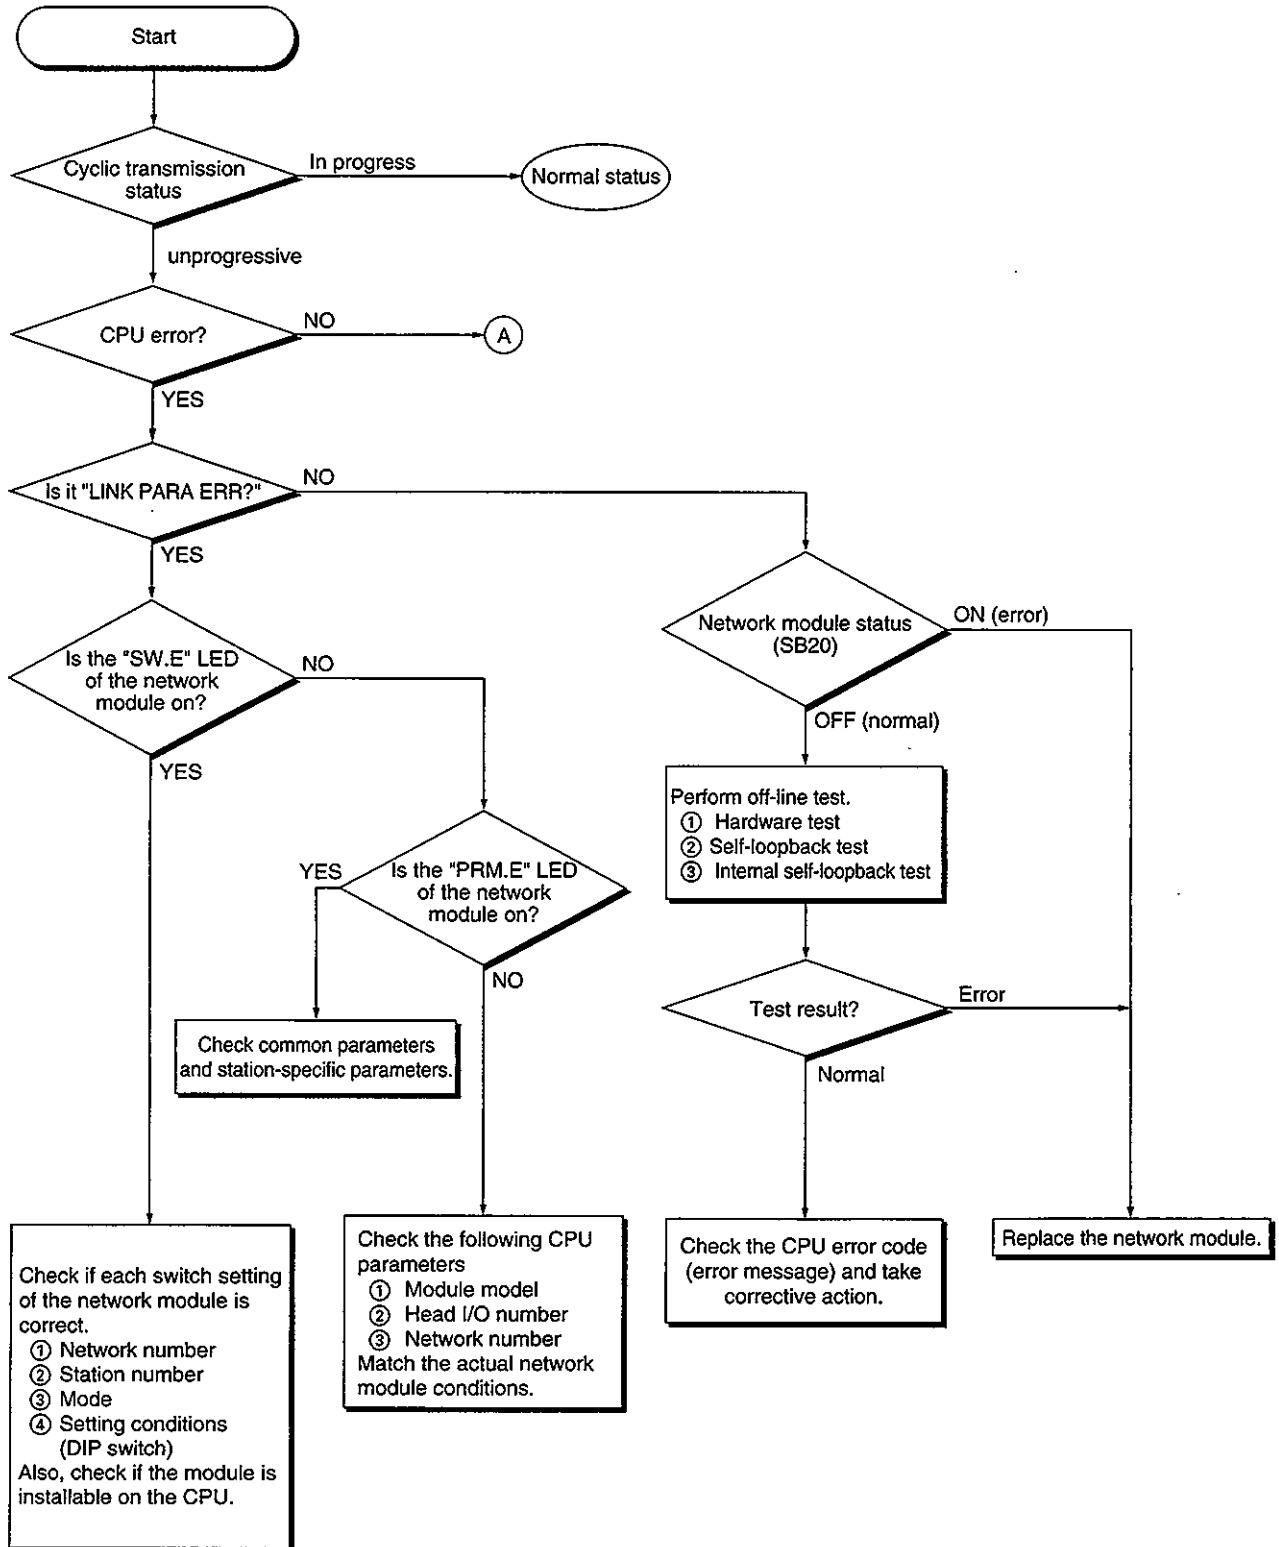 Start
Cyclic transmission
status
In progress
Normal status
unprogressive
CPU error?
NO
A
YES
Is it "LINK PARA ERR?"
NO
YES
Network module status
(SB20)
ON (error)
OFF (normal)
Is the "SW.E" LED
of the network
module on?
NO
YES
Perform off-line test.
① Hardware test
② Self-loopback test
③ Internal self-loopback test
Is the "PRM.E" LED
of the network
module on?
YES
NO
Test result?
Error
Normal
Check common parameters
and station-specific parameters.
Check if each switch setting
of the network module is
correct.
① Network number
② Station number
③ Mode
④ Setting conditions
(DIP switch)
Also, check if the module is
installable on the CPU.
Check the following CPU
parameters
① Module model
② Head I/O number
③ Network number
Match the actual network
module conditions.
Check the CPU error code
(error message) and take
corrective action.
Replace the network module.